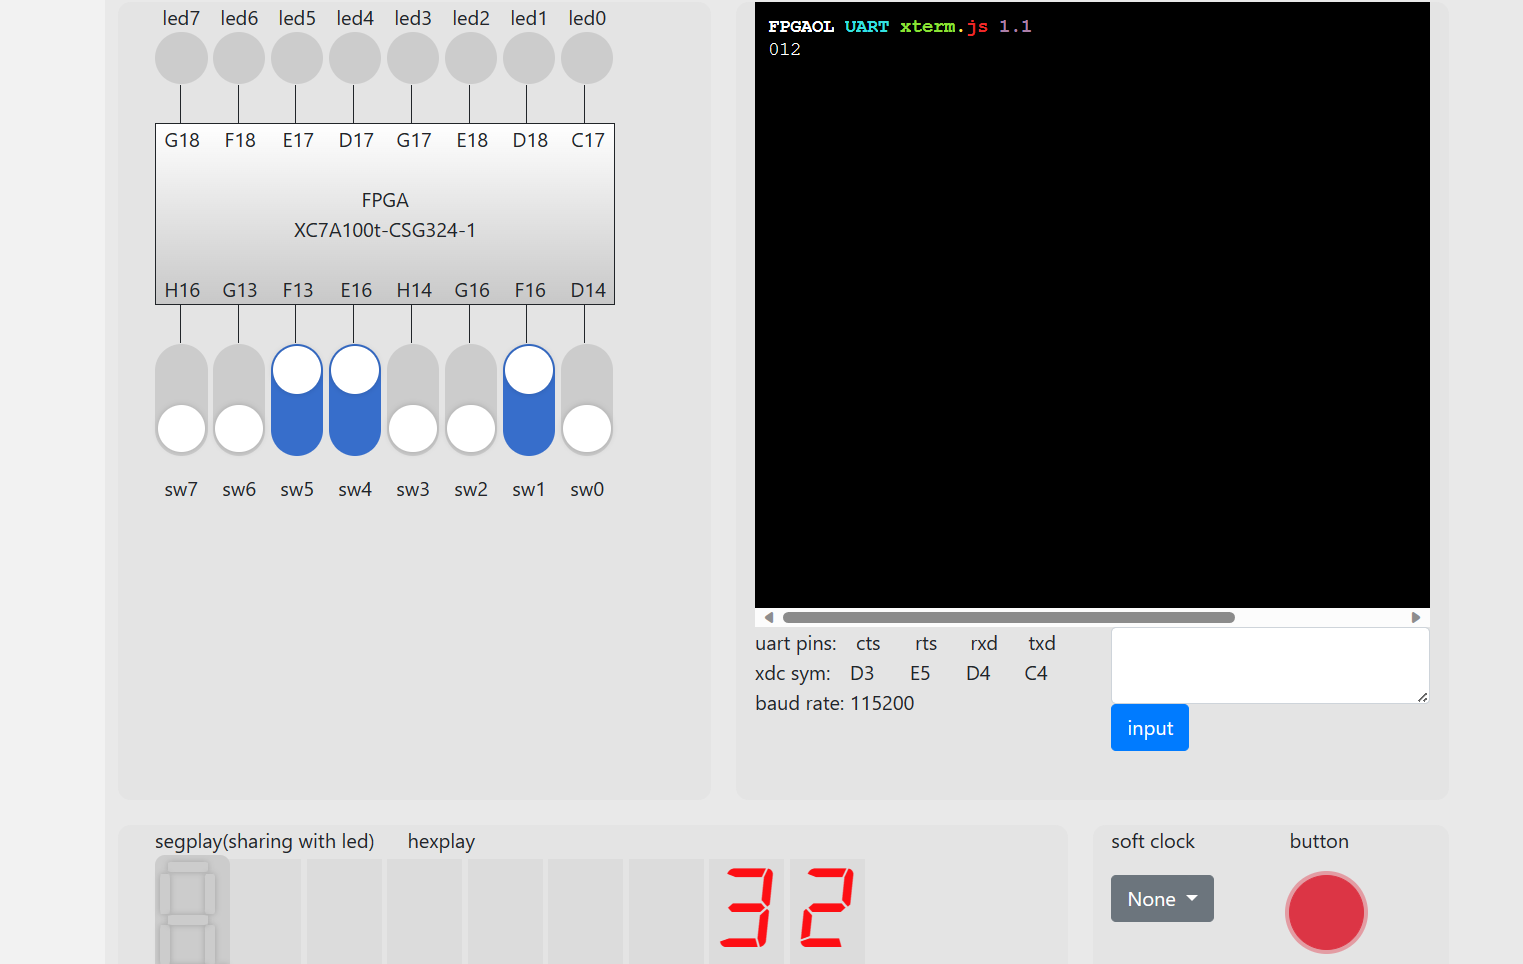 led7 led6 led5 led4 led3 led2 led1 led0
G18 F18 E17 D17 G17 E18 D18 C17
FPGA
XC7A100t-CSG324-1
H16 G13 F13 E16 H14 G16 F16 D14
sw7 sw6 sw5 sw4 sw3 sw2 sw1 sw0
FPGAOL UART xterm.js 1.1
012
uart pins: cts rts rxd txd
xdc sym: D3 E5 D4 C4
baud rate: 115200
input
segplay(sharing with led) hexplay
32
soft clock button
None